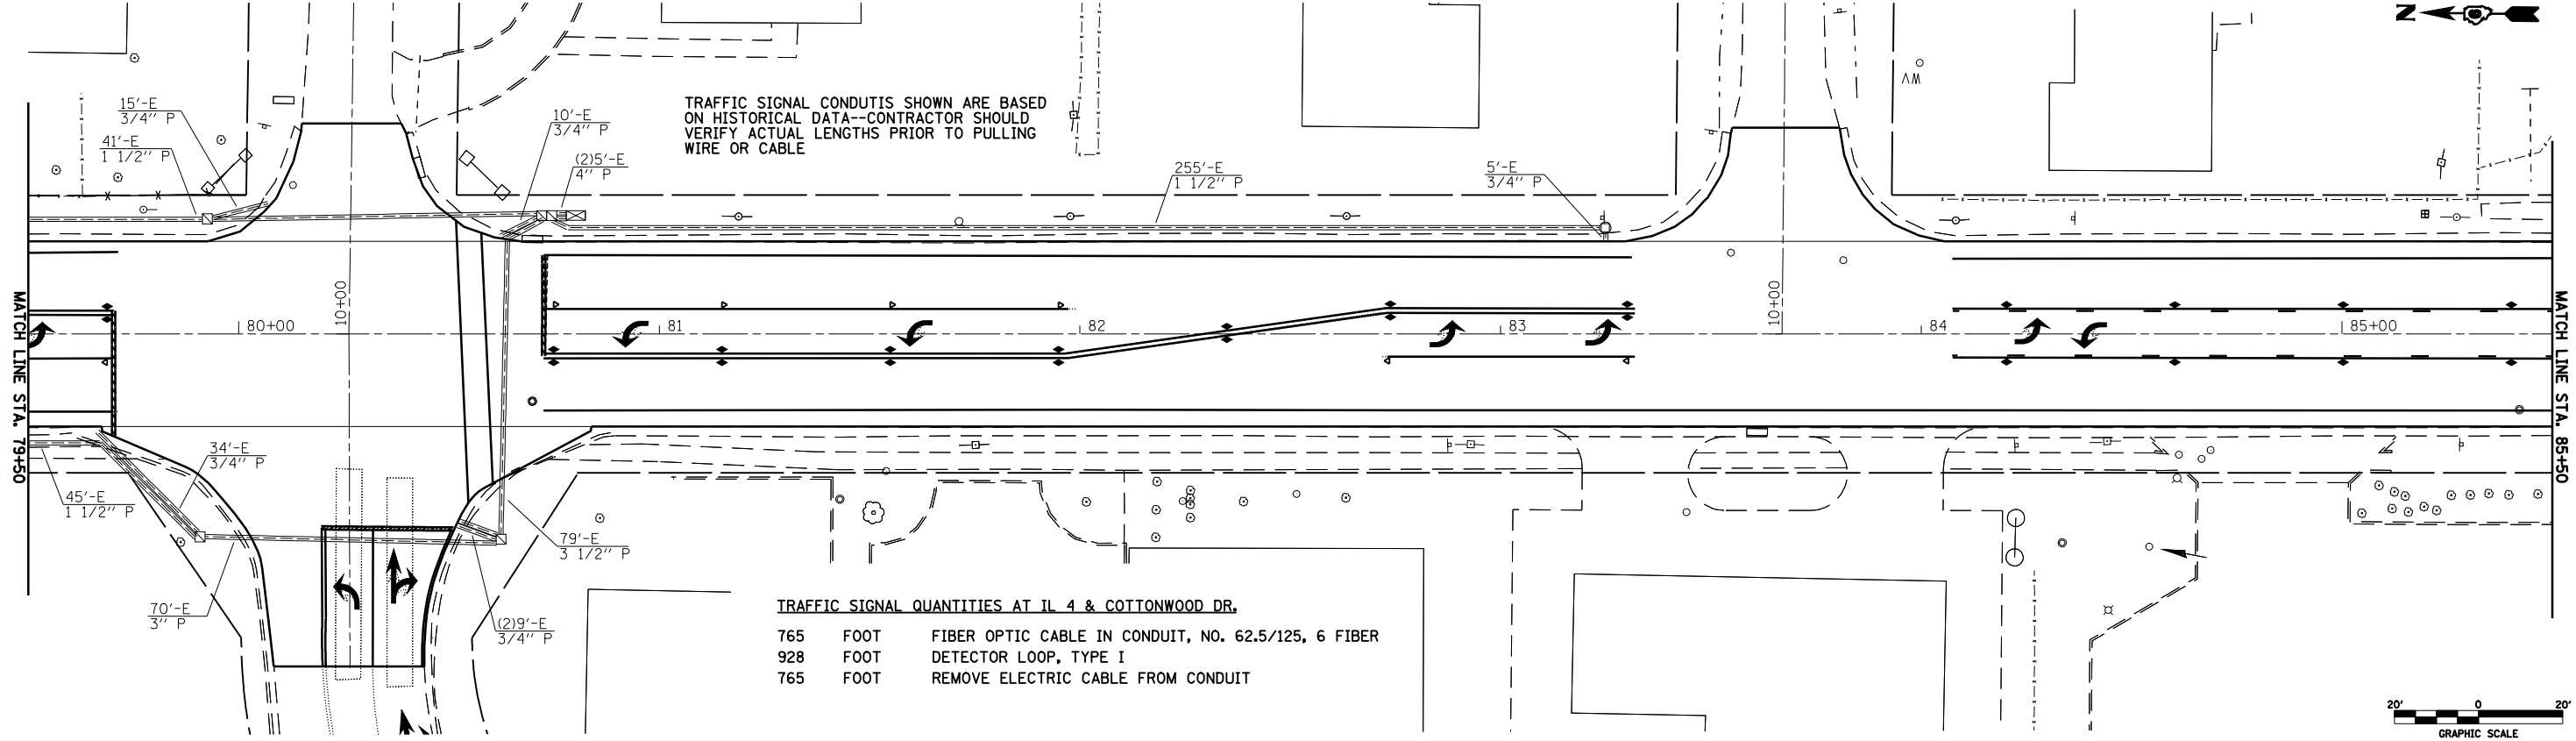 N
WV
15'-E
3/4" P
41'-E
1 1/2" P
10'-E
3/4" P
(2)5'-E
4" P
TRAFFIC SIGNAL CONDUTIS SHOWN ARE BASED
ON HISTORICAL DATA--CONTRACTOR SHOULD
VERIFY ACTUAL LENGTHS PRIOR TO PULLING
WIRE OR CABLE
255'-E
1 1/2" P
5'-E
3/4" P
MATCH LINE STA. 79+50
80+00
10+00
81
82
83
10+00
84
85+00
MATCH LINE STA. 85+50
34'-E
3/4" P
45'-E
1 1/2" P
79'-E
3 1/2" P
70'-E
3" P
(2)9'-E
3/4" P
TRAFFIC SIGNAL QUANTITIES AT IL 4 & COTTONWOOD DR.
765 FOOT FIBER OPTIC CABLE IN CONDUIT, NO. 62.5/125, 6 FIBER
928 FOOT DETECTOR LOOP, TYPE I
765 FOOT REMOVE ELECTRIC CABLE FROM CONDUIT
20' 0 20'
GRAPHIC SCALE